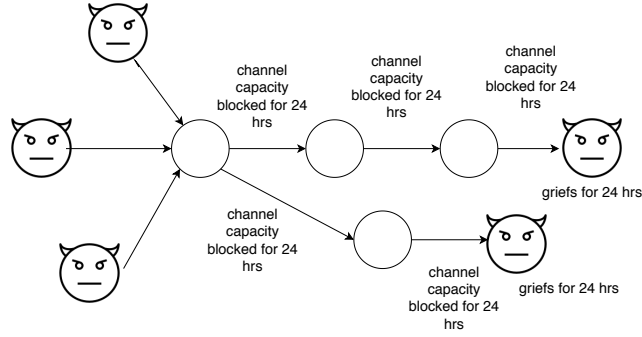 channel
capacity
blocked for 24
hrs
channel
capacity
blocked for 24
hrs
channel
capacity
blocked for 24
hrs
griefs for 24 hrs
channel
capacity
blocked for 24
hrs
channel
capacity
blocked for 24
hrs
griefs for 24 hrs